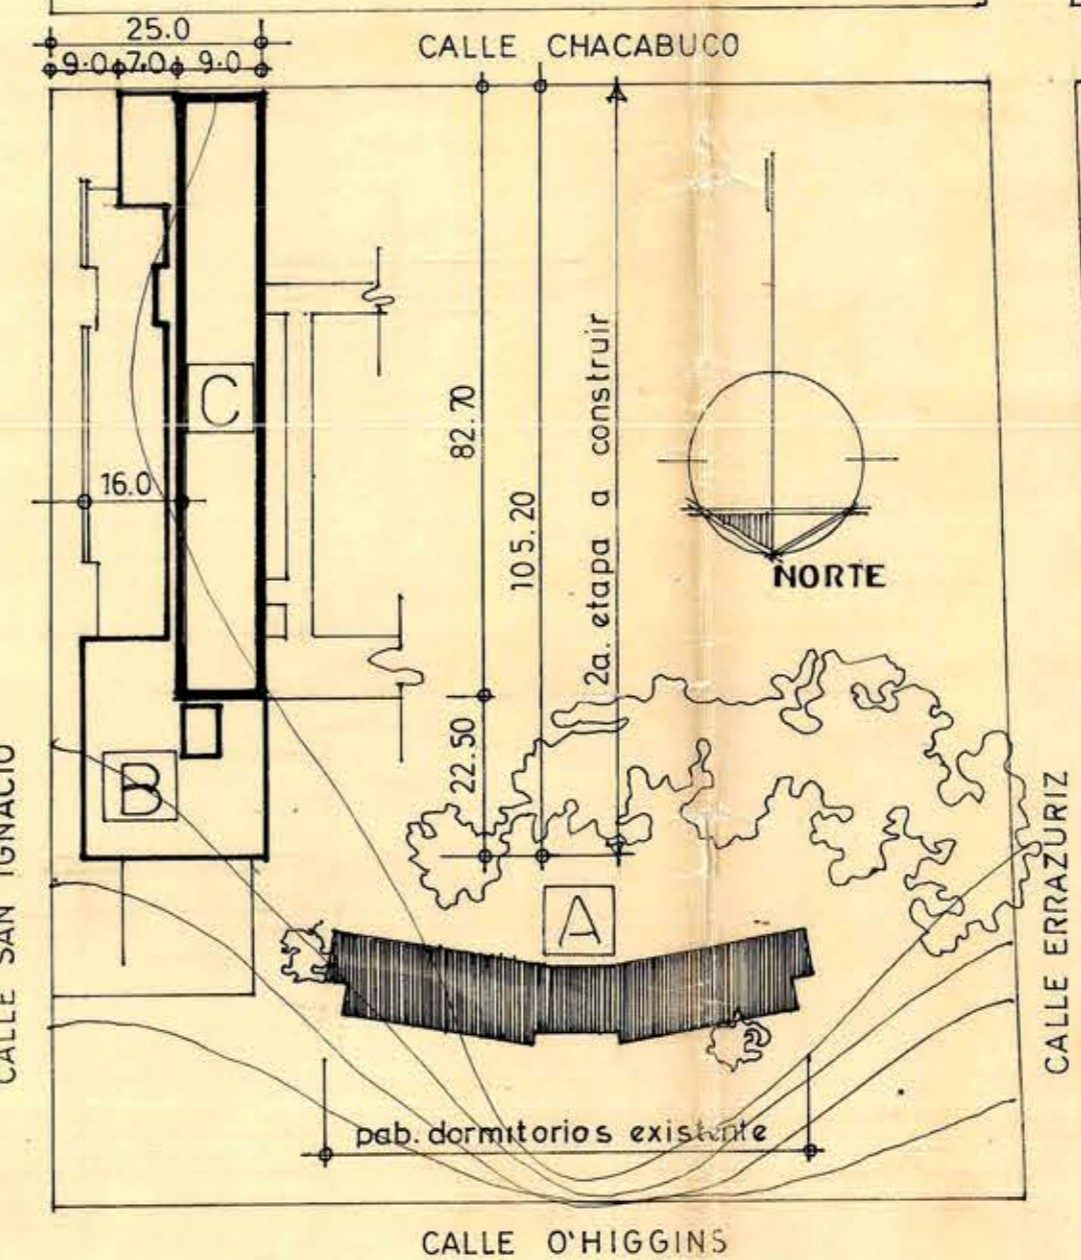 25.0
CALLE CHACABUCO
9.0 7.0 9.0
C
82.70
2a. etapa a construir
16.0
105.20
NORTE
22.50
B
CALLE SAN IGNACIO
A
CALLE ERRAZURIZ
pab. dormitorios existente
CALLE O'HIGGINS